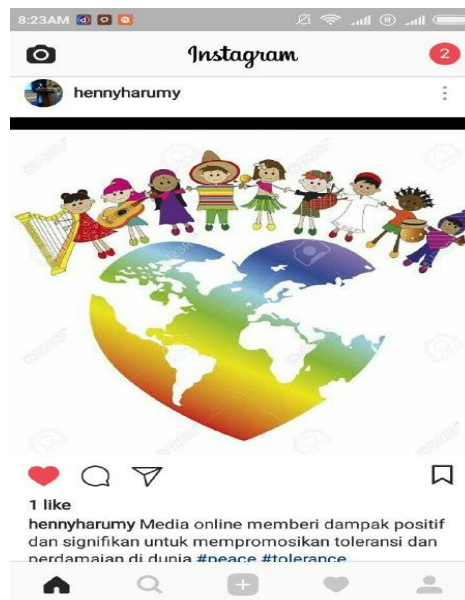 8:23AM
Instagram
2
hennyharumy
1 like
hennyharumy Media online memberi dampak positif
dan signifikan untuk mempromosikan toleransi dan
perdamaian di dunia #peace #tolerance